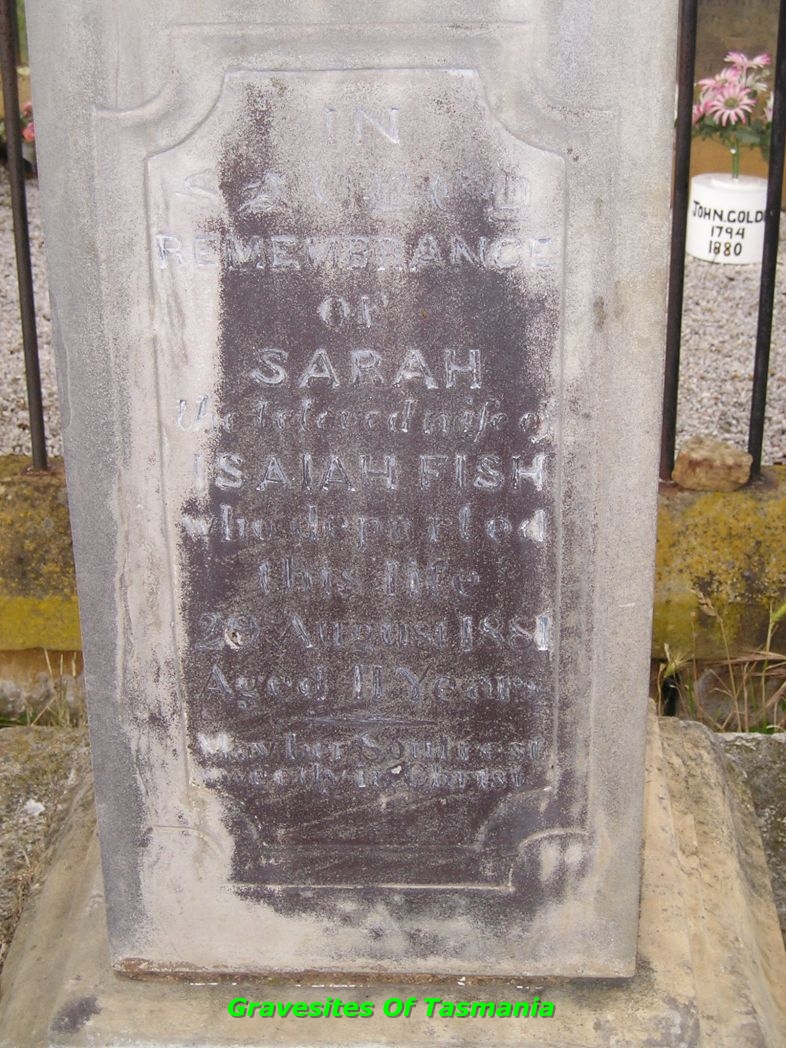 IN
SACRED
REMEMBRANCE
OF
SARAH
the beloved wife of
ISAIAH FISH
who departed
this life
29 August 1881
Aged Years
May her Soul rest
sweetly in Christ
JOHN.GOLD
1794
1880
Gravesites Of Tasmania